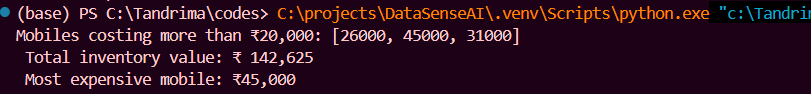 (base) PS C:\Tandrima\codes> C:\projects\DataSenseAI\.venv\Scripts\python.exe "c:\Tandri
Mobiles costing more than ₹20,000: [26000, 45000, 31000]
Total inventory value: ₹ 142,625
Most expensive mobile: ₹45,000